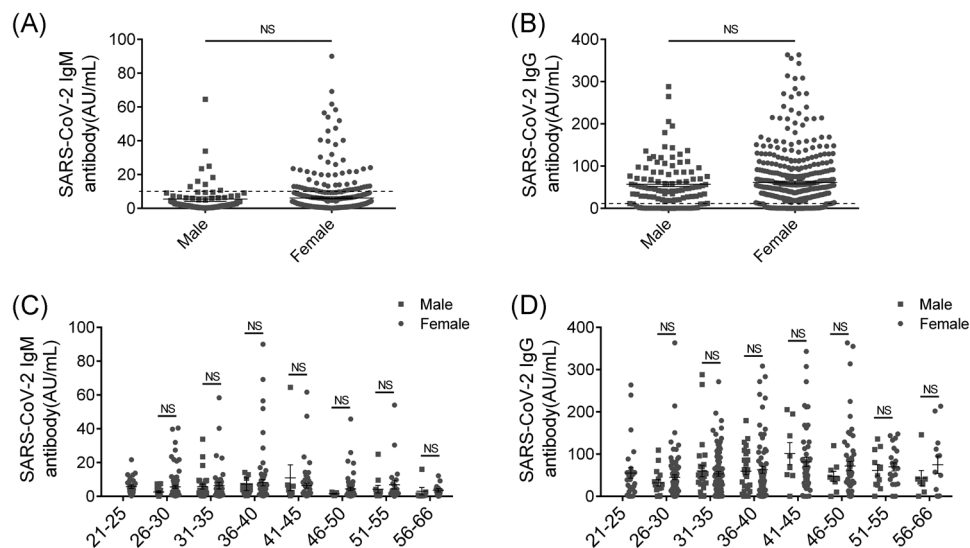 (A)
SARS-CoV-2 IgM
antibody(AU/mL)
100
80
60
40
20
0
NS
Male
Female
(B)
SARS-CoV-2 IgG
antibody(AU/mL)
400
300
200
100
0
NS
Male
Female
(C)
SARS-CoV-2 IgM
antibody(AU/mL)
100
80
60
40
20
0
Male
Female
NS
NS
NS
NS
NS
NS
NS
21-25
26-30
31-35
36-40
41-45
46-50
51-55
56-66
(D)
SARS-CoV-2 IgG
antibody(AU/mL)
400
300
200
100
0
Male
Female
NS
NS
NS
NS
NS
NS
NS
21-25
26-30
31-35
36-40
41-45
46-50
51-55
56-66